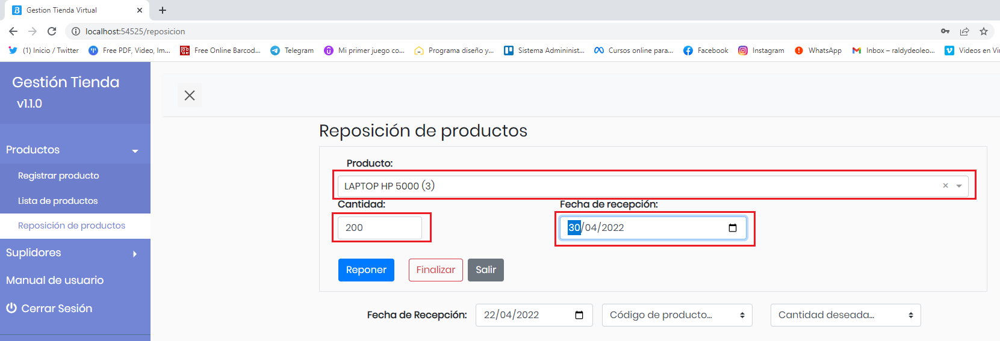 Gestion Tienda Virtual
localhost:54525/reposicion
(1) Inicio / Twitter Free PDF, Video, Im... Free Online Barcod... Telegram Mi primer juego co... Programa diseño y... Sistema Admininist... Cursos online para... Facebook Instagram WhatsApp Inbox – raldydeoleo... Videos en Vi
Gestión Tienda
v1.1.0
Productos
Registrar producto
Lista de productos
Reposición de productos
Suplidores
Manual de usuario
Cerrar Sesión
Reposición de productos
Producto:
LAPTOP HP 5000 (3)
Cantidad: Fecha de recepción:
200 30/04/2022
Reponer Finalizar Salir
Fecha de Recepción: 22/04/2022 Código de producto... Cantidad deseada...